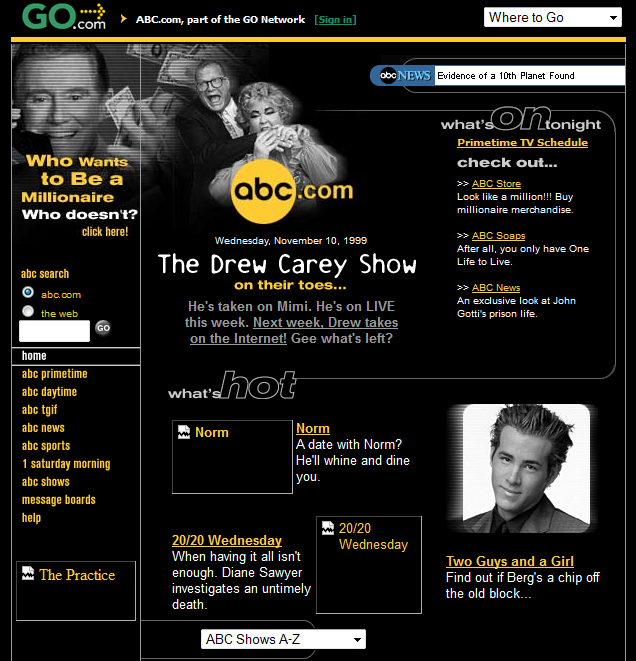 GO.com
ABC.com, part of the GO Network [Sign in]
Where to Go
abc NEWS Evidence of a 10th Planet Found
what's on tonight
Primetime TV Schedule
check out...
>> ABC Store
Look like a million!!! Buy
millionaire merchandise.
>> ABC Soaps
After all, you only have One
Life to Live.
>> ABC News
An exclusive look at John
Gotti's prison life.
Who Wants
to Be a
Millionaire
Who doesn't?
click here!
abc.com
Wednesday, November 10, 1999
The Drew Carey Show
on their toes...
He's taken on Mimi. He's on LIVE
this week. Next week, Drew takes
on the Internet! Gee what's left?
abc search
abc.com
the web
GO
home
abc primetime
abc daytime
abc tgif
abc news
abc sports
1 saturday morning
abc shows
message boards
help
The Practice
what's hot
Norm
Norm
A date with Norm?
He'll whine and dine
you.
20/20 Wednesday
When having it all isn't
enough. Diane Sawyer
investigates an untimely
death.
20/20
Wednesday
Two Guys and a Girl
Find out if Berg's a chip off
the old block...
ABC Shows A-Z